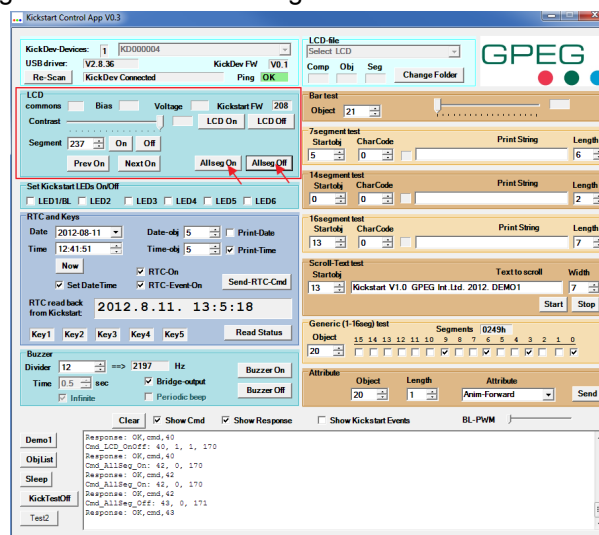 Kickstart Control App V0.3
KickDev-Devices: 1 KD000004
USB driver: V2.8.36 KickDev FW V0.1
Re-Scan KickDev Connected Ping OK
LCD-file
Select LCD
Comp Obj Seg
Change Folder
GPEG
LCD
commons Bias Voltage Kickstart FW 208
Contrast LCD On LCD Off
Segment 237 On Off
Prev On Next On Allseg On Allseg Off
Bar test
Object 21
7segment test
Startobj CharCode Print String Length
5 0 6
14segment test
Startobj CharCode Print String Length
0 0 2
16segment test
Startobj CharCode Print String Length
13 0 7
Scroll-Text test
Startobj Text to scroll Width
13 Kickstart V1.0 GPEG Int.Ltd. 2012. DEMO1 7
Start Stop
Generic (1-16seg) test
Object Segments 0249h
15 14 13 12 11 10 9 8 7 6 5 4 3 2 1 0
20
Attribute
Object Length Attribute
20 1 Anim-Forward Send
Set Kickstart LEDs On/Off
LED1/BL LED2 LED3 LED4 LED5 LED6
RTC and Keys
Date 2012-08-11 Date-obj 5 Print-Date
Time 12:41:51 Time-obj 5 Print-Time
Now RTC-On
Set DateTime RTC-Event-On Send-RTC-Cmd
RTC read back
from Kickstart: 2012.8.11. 13:5:18
Key1 Key2 Key3 Key4 Key5 Read Status
Buzzer
Divider 12 ==> 2197 Hz Buzzer On
Time 0.5 sec Bridge-output Buzzer Off
Infinite Periodic beep
Clear Show Cmd Show Response Show Kickstart Events BL-PWM
Demo1
ObjList
Sleep
KickTestOff
Test2
Response: OK,cmd,40
Cmd_LCD_OnOff: 40, 1, 1, 170
Response: OK,cmd,40
Cmd_AllSeg_On: 42, 0, 170
Response: OK,cmd,42
Cmd_AllSeg_On: 42, 0, 170
Response: OK,cmd,42
Cmd_AllSeg_Off: 43, 0, 171
Response: OK,cmd,43